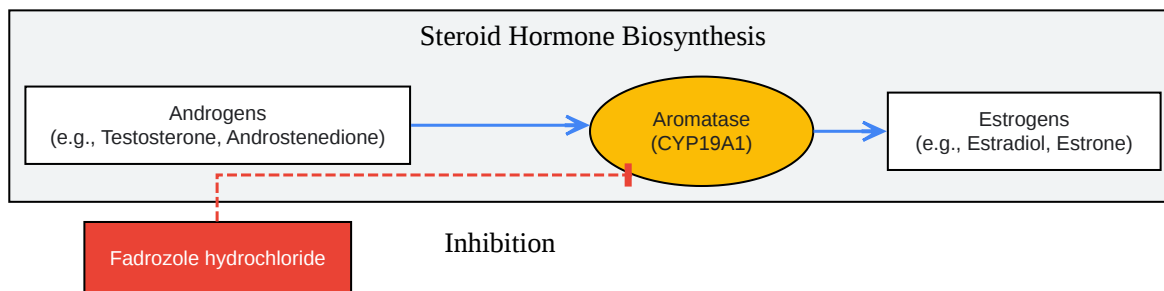 Steroid Hormone Biosynthesis
Androgens
(e.g., Testosterone, Androstenedione)
Aromatase
(CYP19A1)
Estrogens
(e.g., Estradiol, Estrone)
Fadrozole hydrochloride
Inhibition